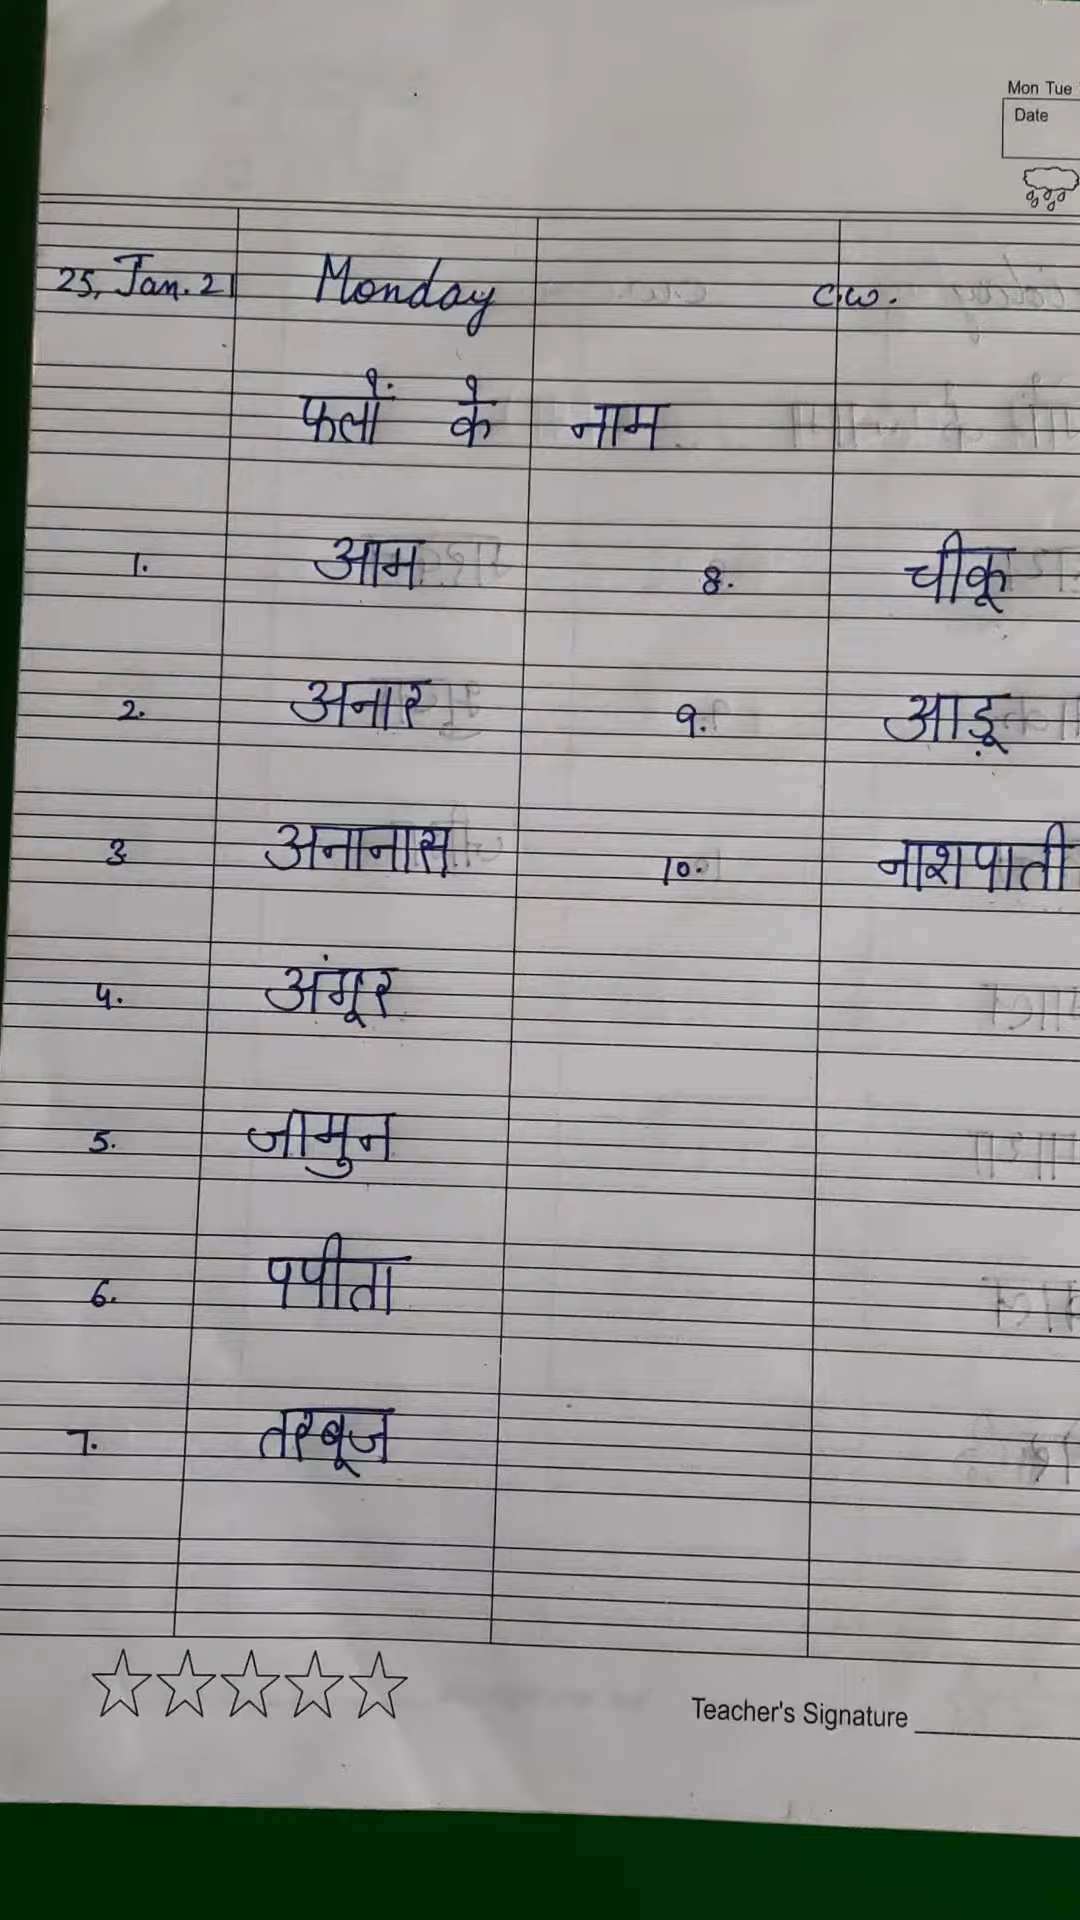 Mon Tue
Date
25, Jan. 21 Monday c.w.
फलों के नाम
1. आम
2. अनार
3 अनानास
4. अंगूर
5. जामुन
6. पपीता
7. तरबूज
8. चीकू
9. आड़ू
10. नाशपाती
Teacher's Signature